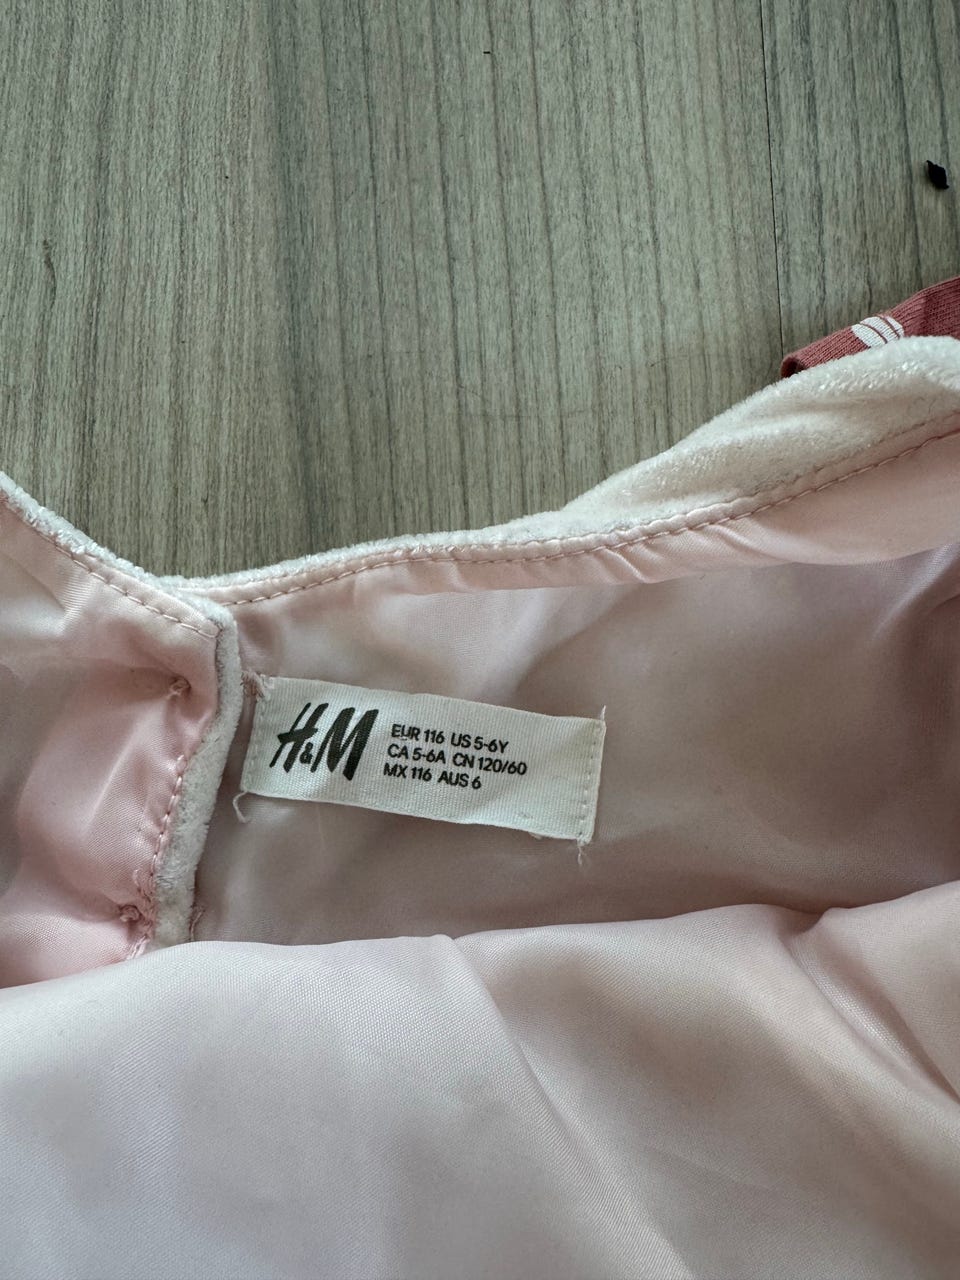 H&M
EUR 116 US 5-6Y
CA 5-6A CN 120/60
MX 116 AUS 6